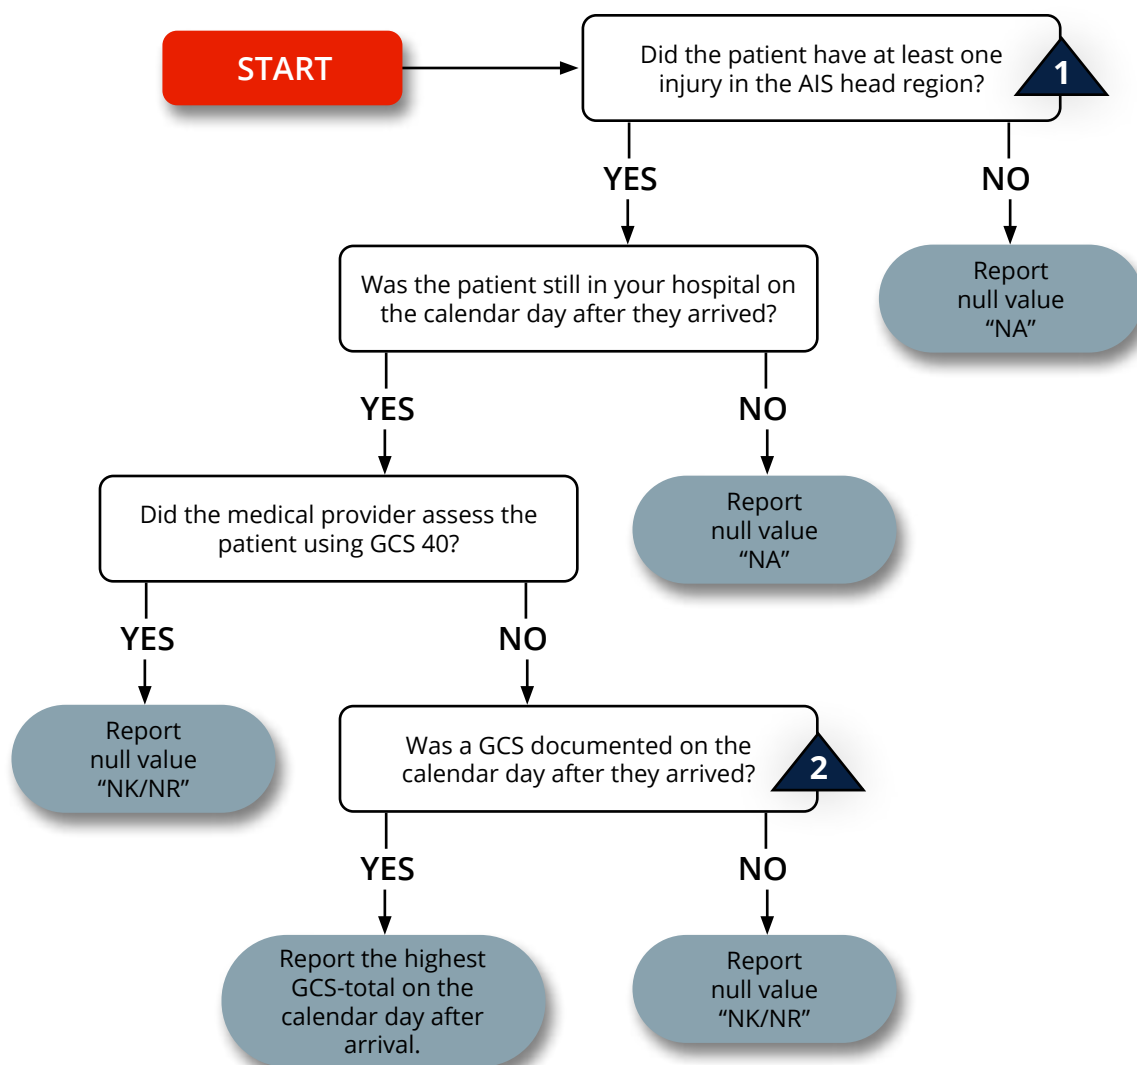 START
Did the patient have at least one
injury in the AIS head region?
1
YES
NO
Was the patient still in your hospital on
the calendar day after they arrived?
Report
null value
“NA”
YES
NO
Did the medical provider assess the
patient using GCS 40?
Report
null value
“NA”
YES
NO
Report
null value
“NK/NR”
Was a GCS documented on the
calendar day after they arrived?
2
YES
NO
Report the highest
GCS-total on the
calendar day after
arrival.
Report
null value
“NK/NR”